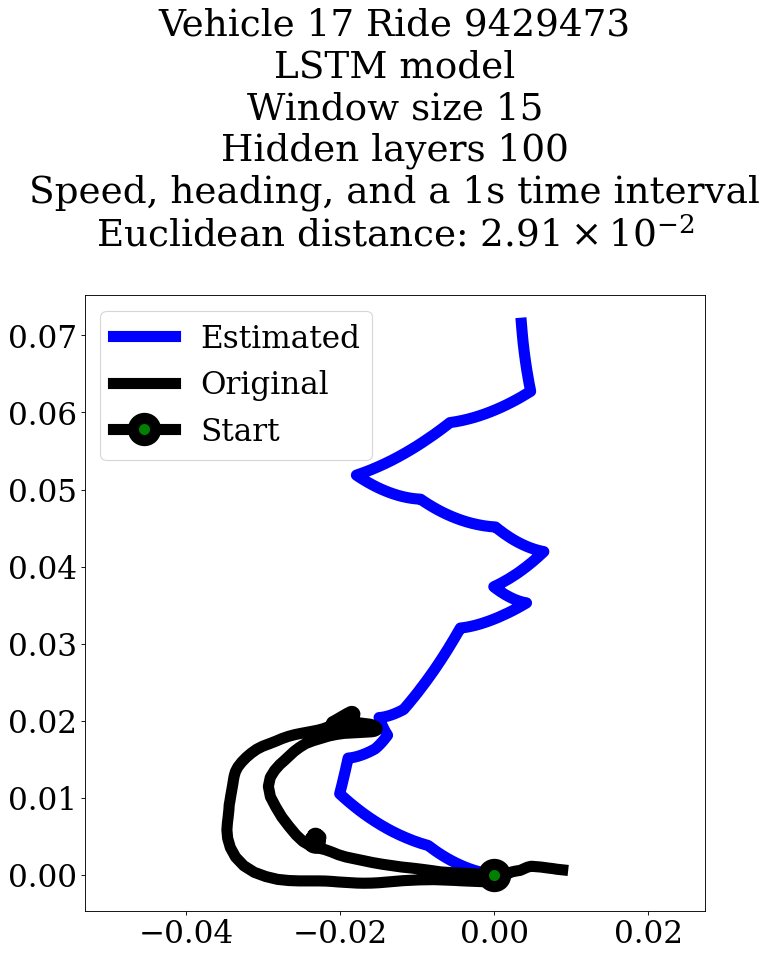 Vehicle 17 Ride 9429473
LSTM model
Window size 15
Hidden layers 100
Speed, heading, and a 1s time interval
Euclidean distance: 2.91 × 10⁻²
Estimated
Original
Start
0.07
0.06
0.05
0.04
0.03
0.02
0.01
0.00
−0.04
−0.02
0.00
0.02